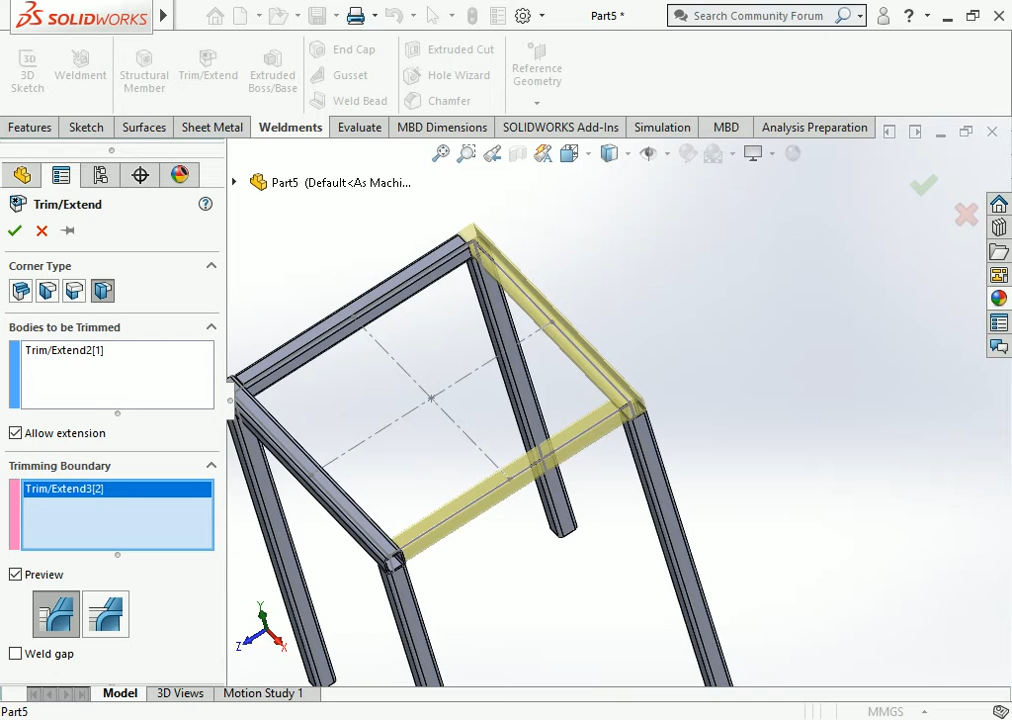 SOLIDWORKS
Part5 *
Search Community Forum
?
3D Sketch
Weldment
Structural Member
Trim/Extend
Extruded Boss/Base
End Cap
Gusset
Weld Bead
Extruded Cut
Hole Wizard
Chamfer
Reference Geometry
Features
Sketch
Surfaces
Sheet Metal
Weldments
Evaluate
MBD Dimensions
SOLIDWORKS Add-Ins
Simulation
MBD
Analysis Preparation
Part5 (Default<As Machi...
Trim/Extend
?
Corner Type
Bodies to be Trimmed
Trim/Extend2[1]
Allow extension
Trimming Boundary
Trim/Extend3[2]
Preview
Weld gap
Y
Z
X
Model
3D Views
Motion Study 1
Part5
MMGS